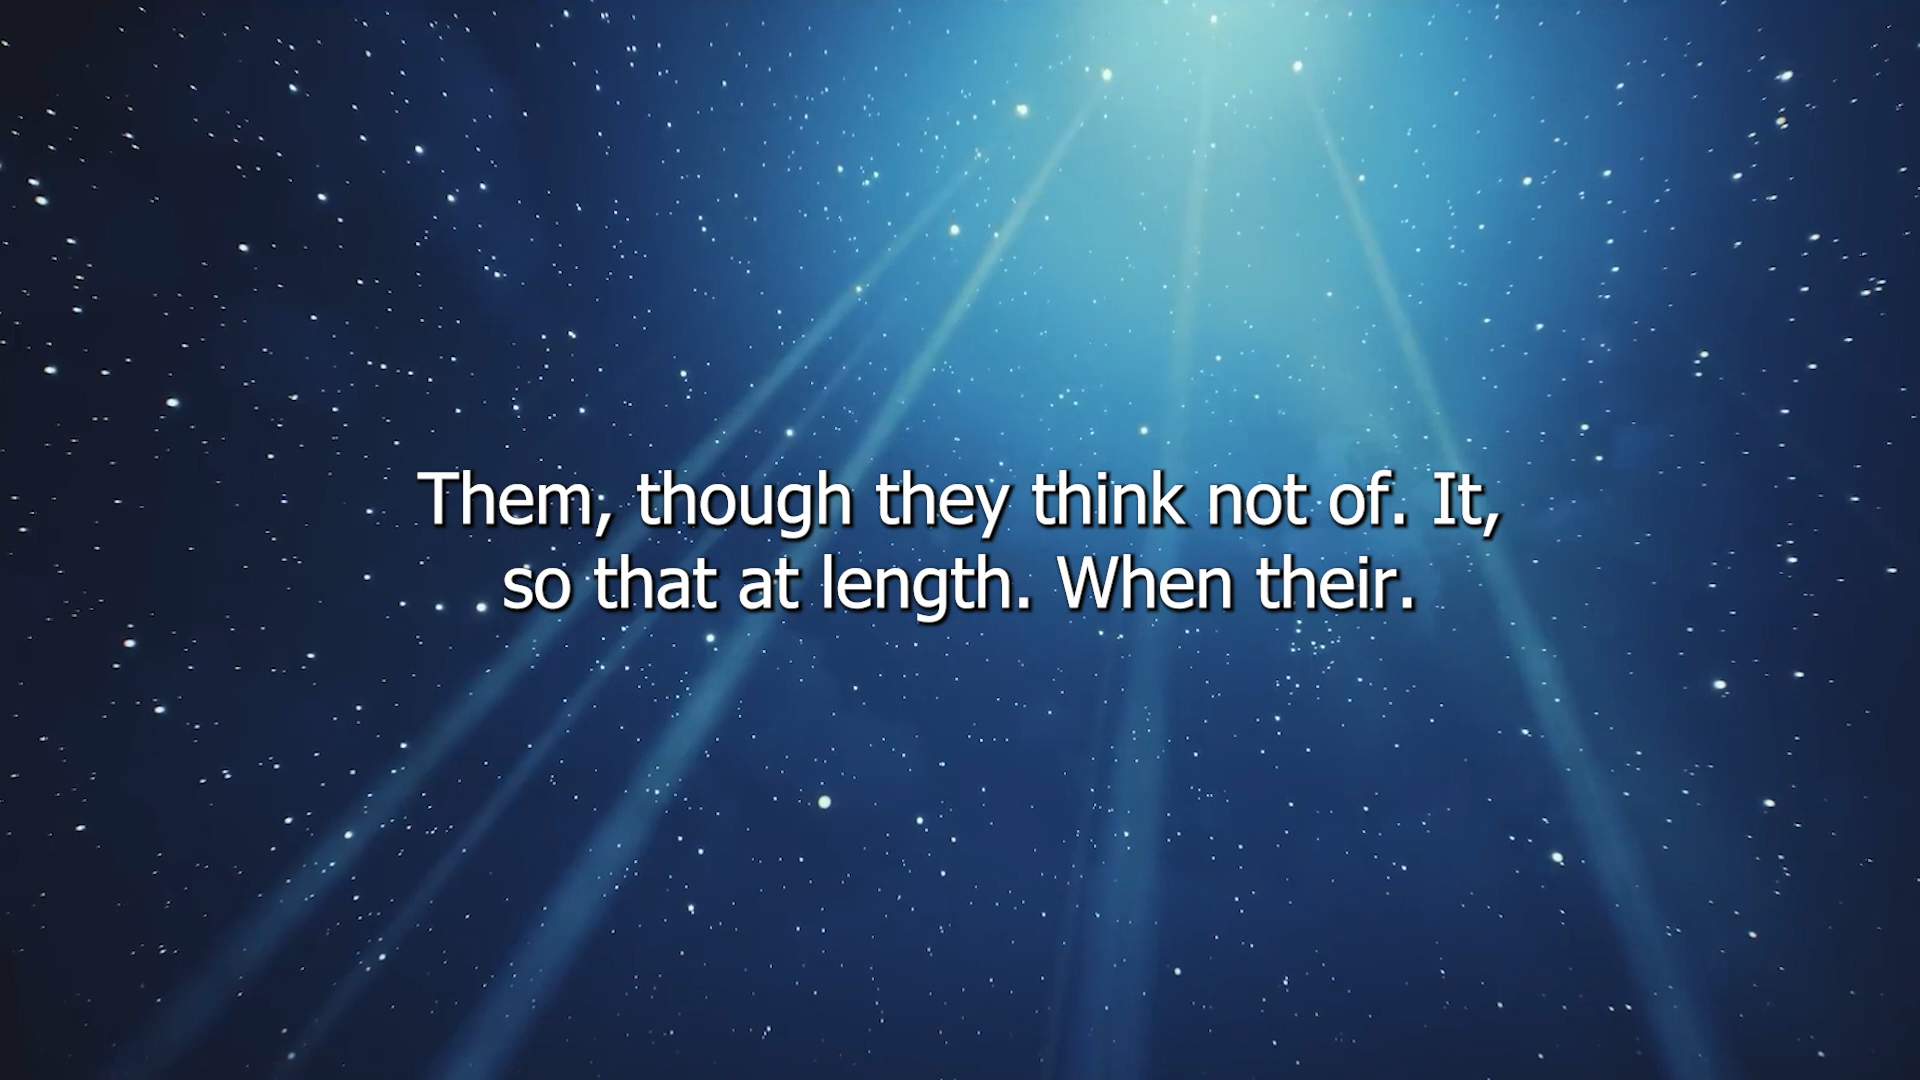 Them, though they think not of. It,
so that at length. When their.